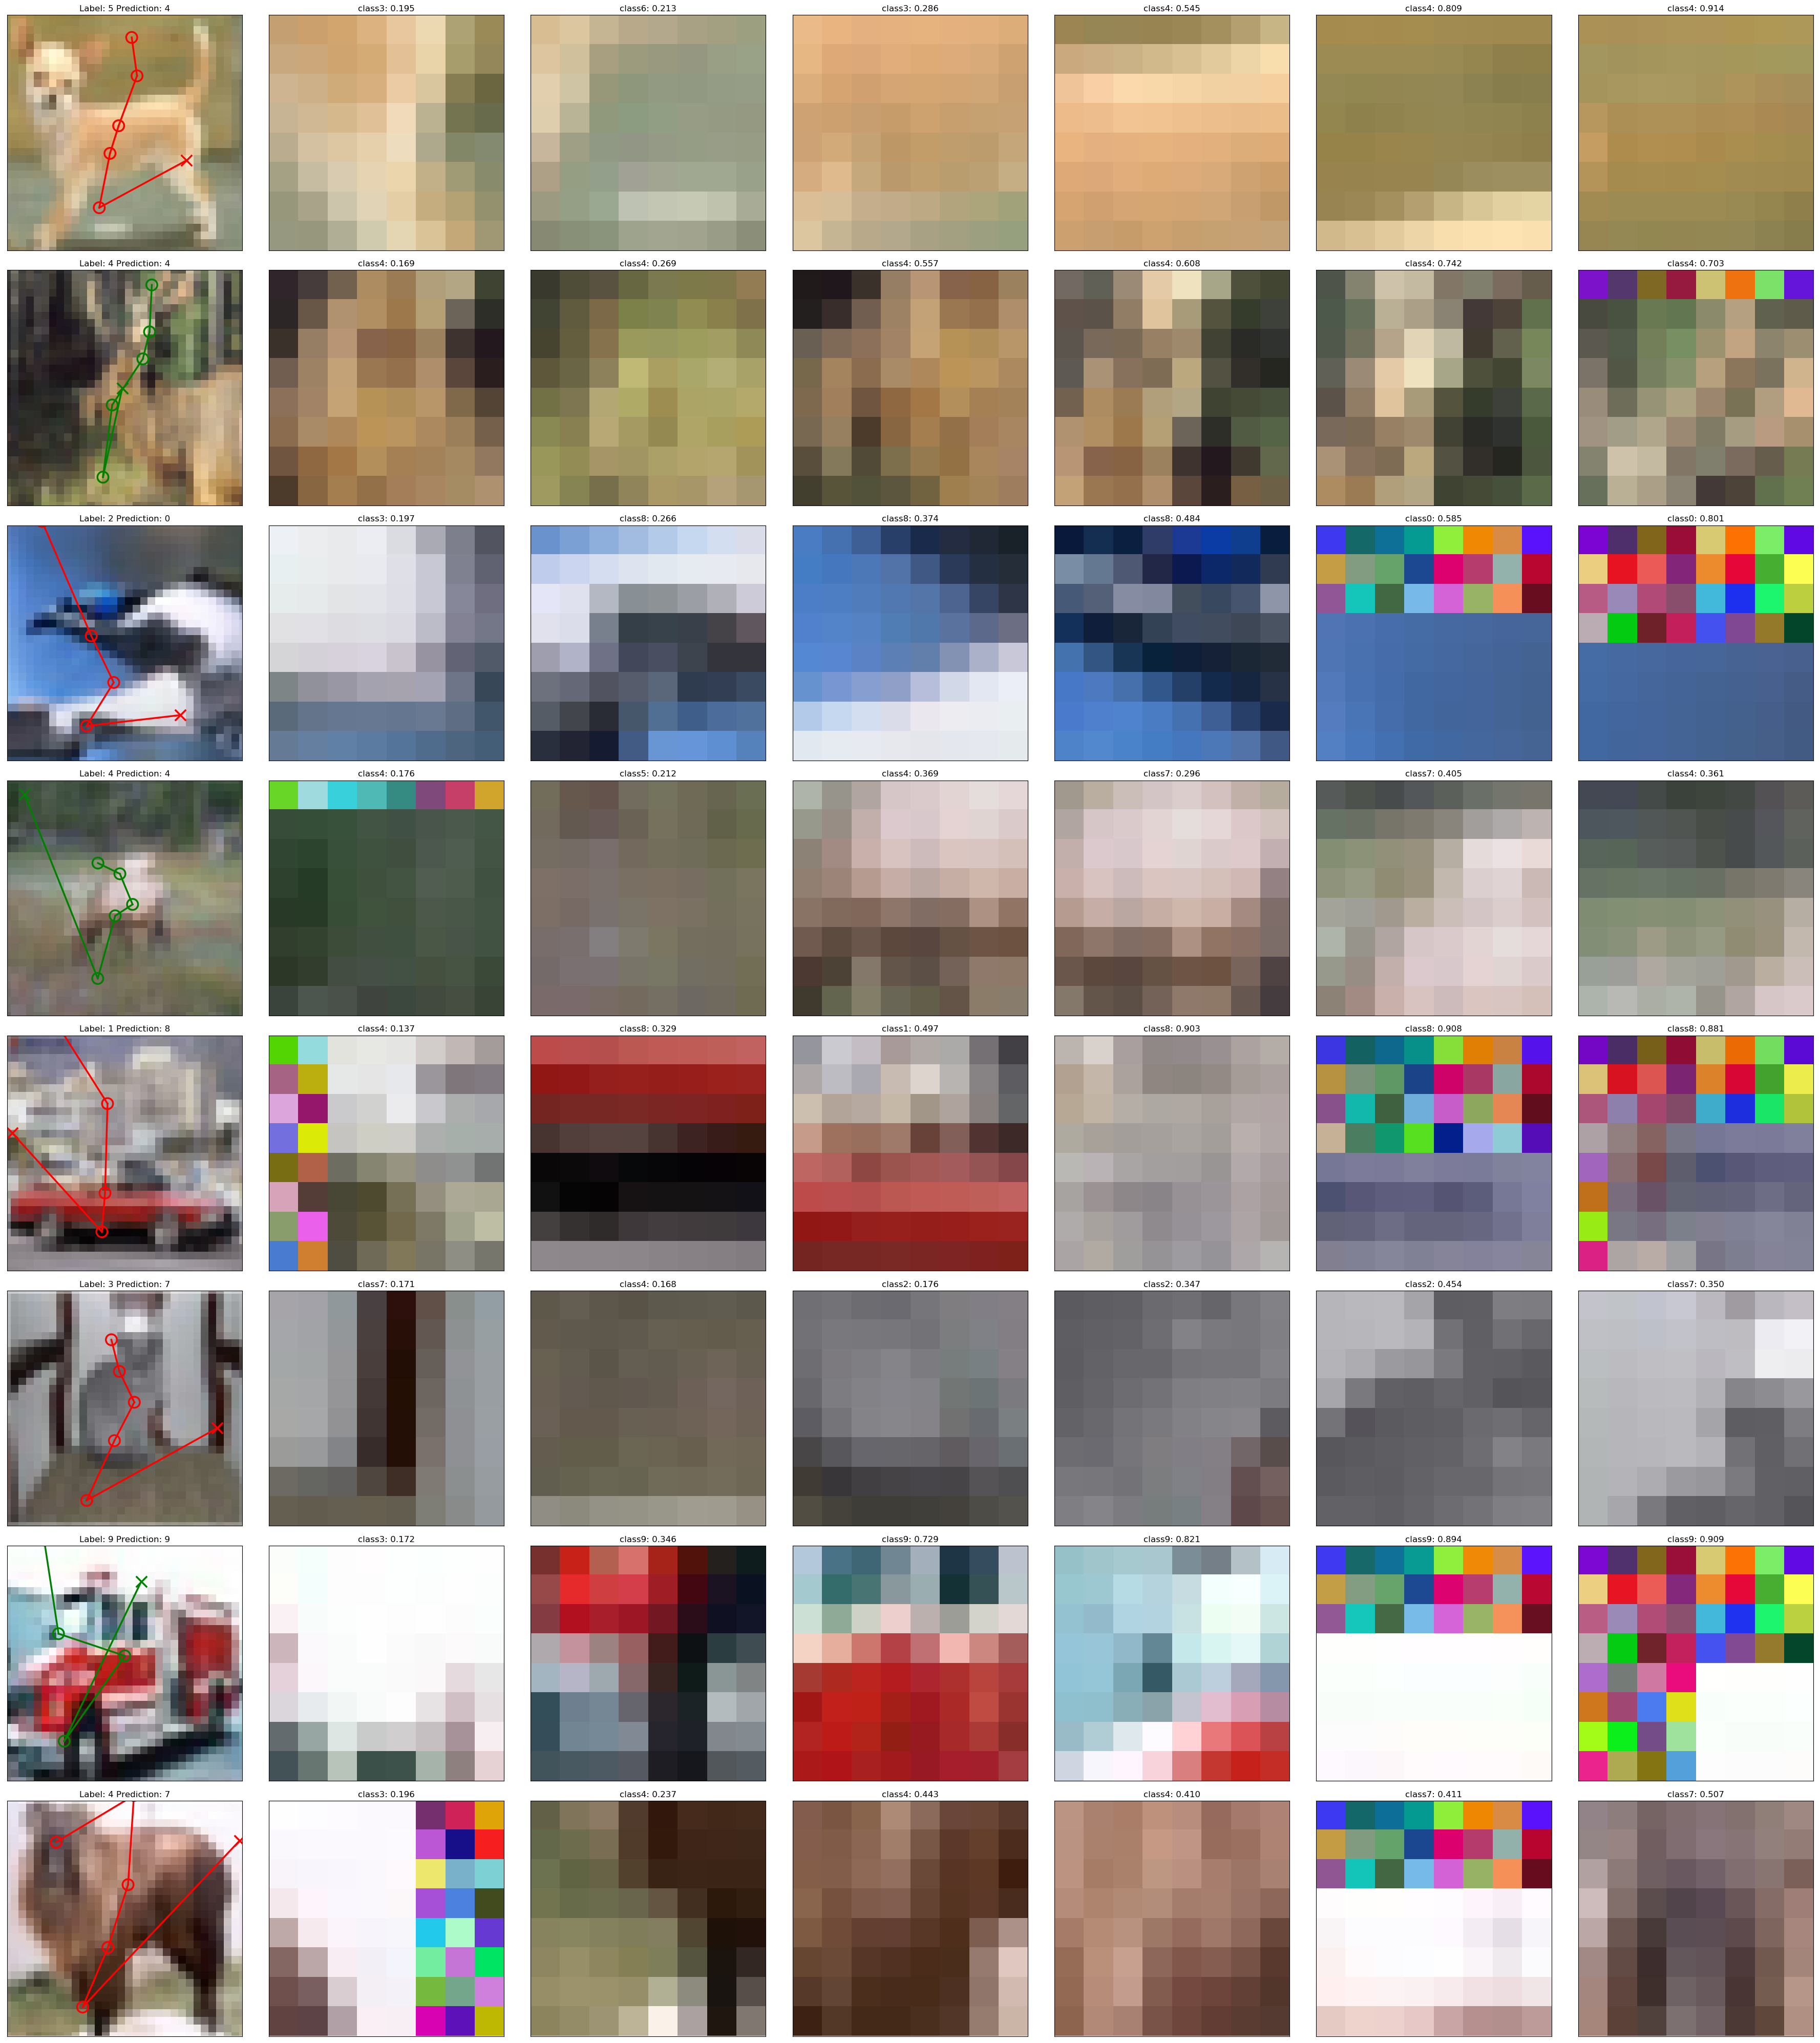 Label: 5 Prediction: 4 class3: 0.195 class6: 0.213 class3: 0.286 class4: 0.545 class4: 0.809 class4: 0.914
Label: 4 Prediction: 4 class4: 0.169 class4: 0.269 class4: 0.557 class4: 0.608 class4: 0.742 class4: 0.703
Label: 2 Prediction: 0 class3: 0.197 class8: 0.266 class8: 0.374 class8: 0.484 class0: 0.585 class0: 0.801
Label: 4 Prediction: 4 class4: 0.176 class5: 0.212 class4: 0.369 class7: 0.296 class7: 0.405 class4: 0.361
Label: 1 Prediction: 8 class4: 0.137 class8: 0.329 class1: 0.497 class8: 0.903 class8: 0.908 class8: 0.881
Label: 3 Prediction: 7 class7: 0.171 class4: 0.168 class2: 0.176 class2: 0.347 class2: 0.454 class7: 0.350
Label: 9 Prediction: 9 class3: 0.172 class9: 0.346 class9: 0.729 class9: 0.821 class9: 0.894 class9: 0.909
Label: 4 Prediction: 7 class3: 0.196 class4: 0.237 class4: 0.443 class4: 0.410 class7: 0.411 class7: 0.507